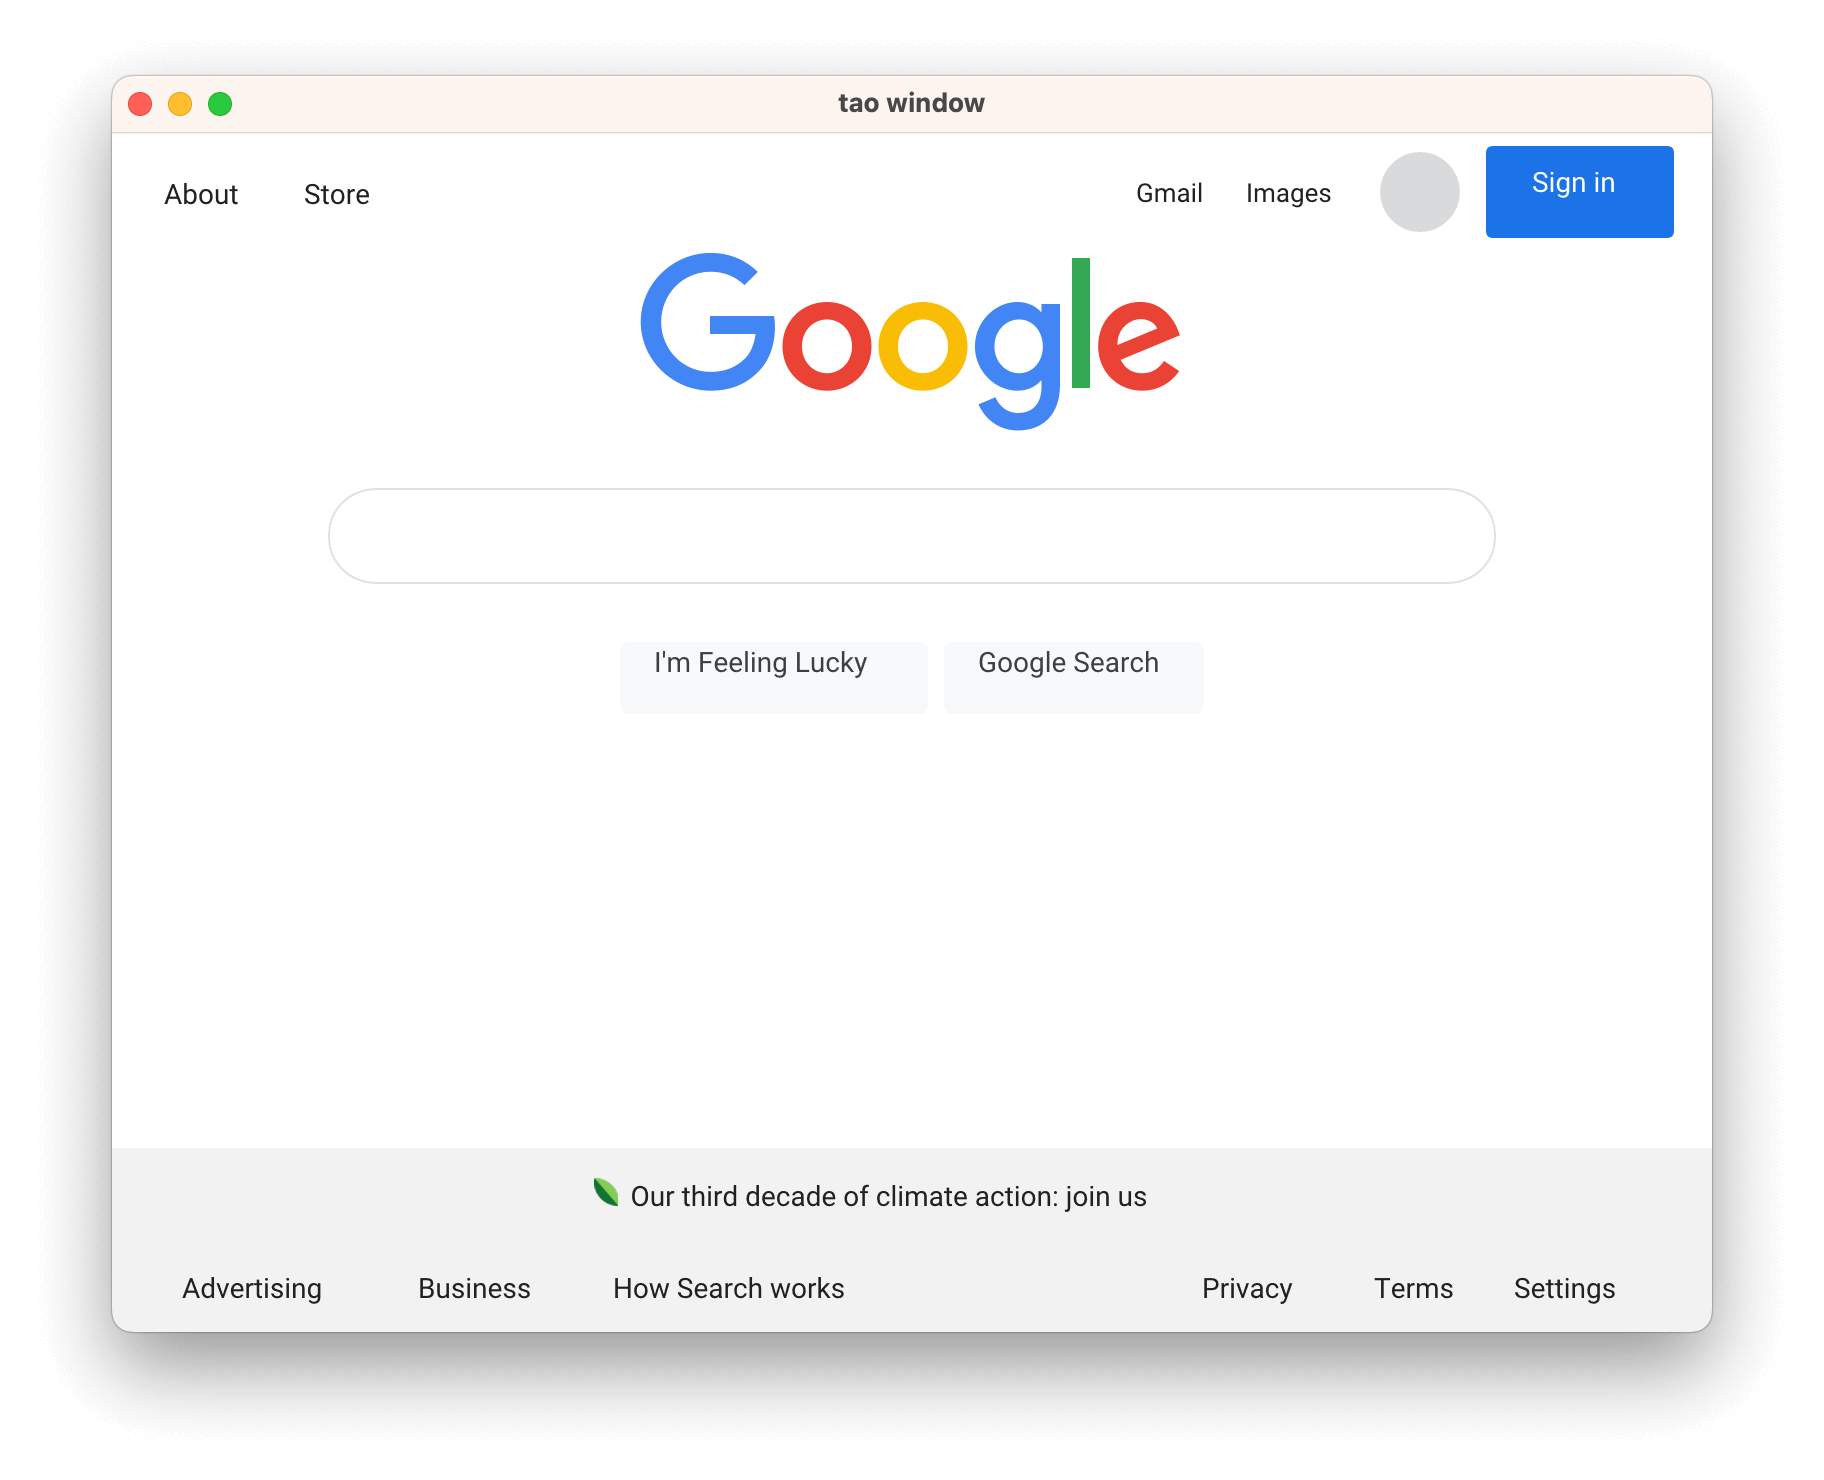 tao window
About Store Gmail Images Sign in
Google
I'm Feeling Lucky Google Search
Our third decade of climate action: join us
Advertising Business How Search works Privacy Terms Settings